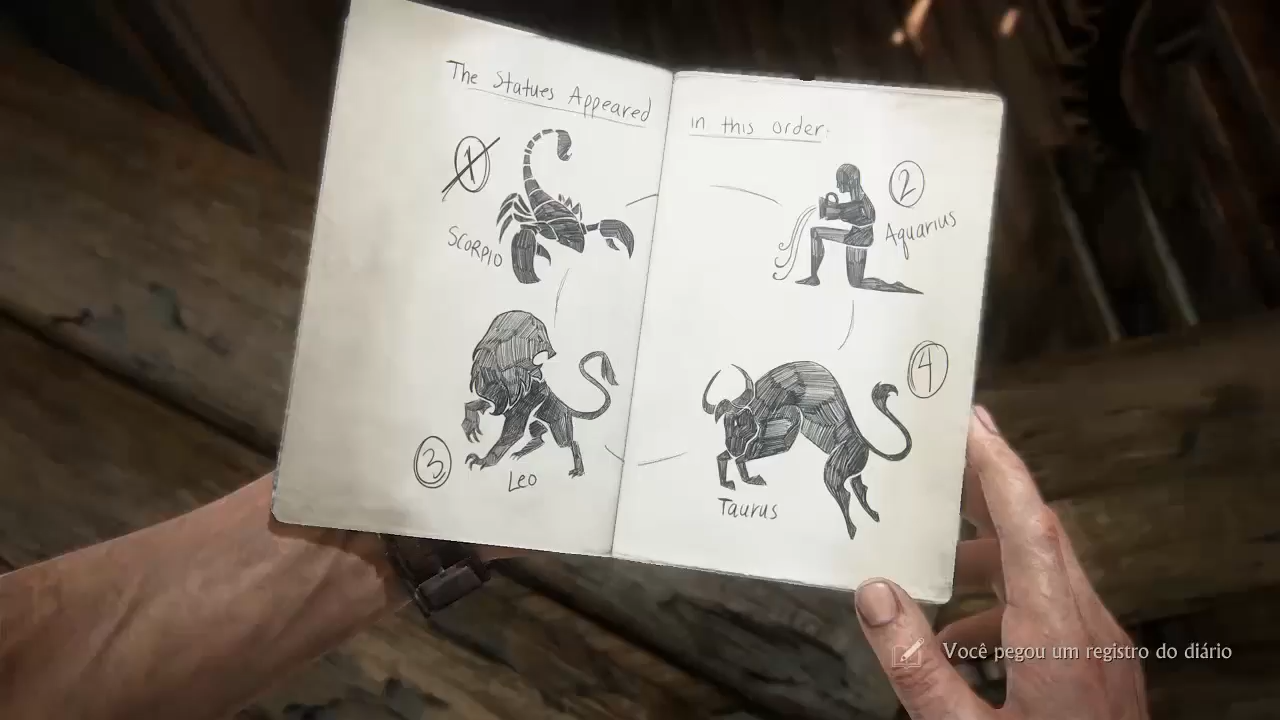 The Statues Appeared
in this order
1
SCORPIO
2
Aquarius
3
Leo
4
Taurus
Você pegou um registro do diário